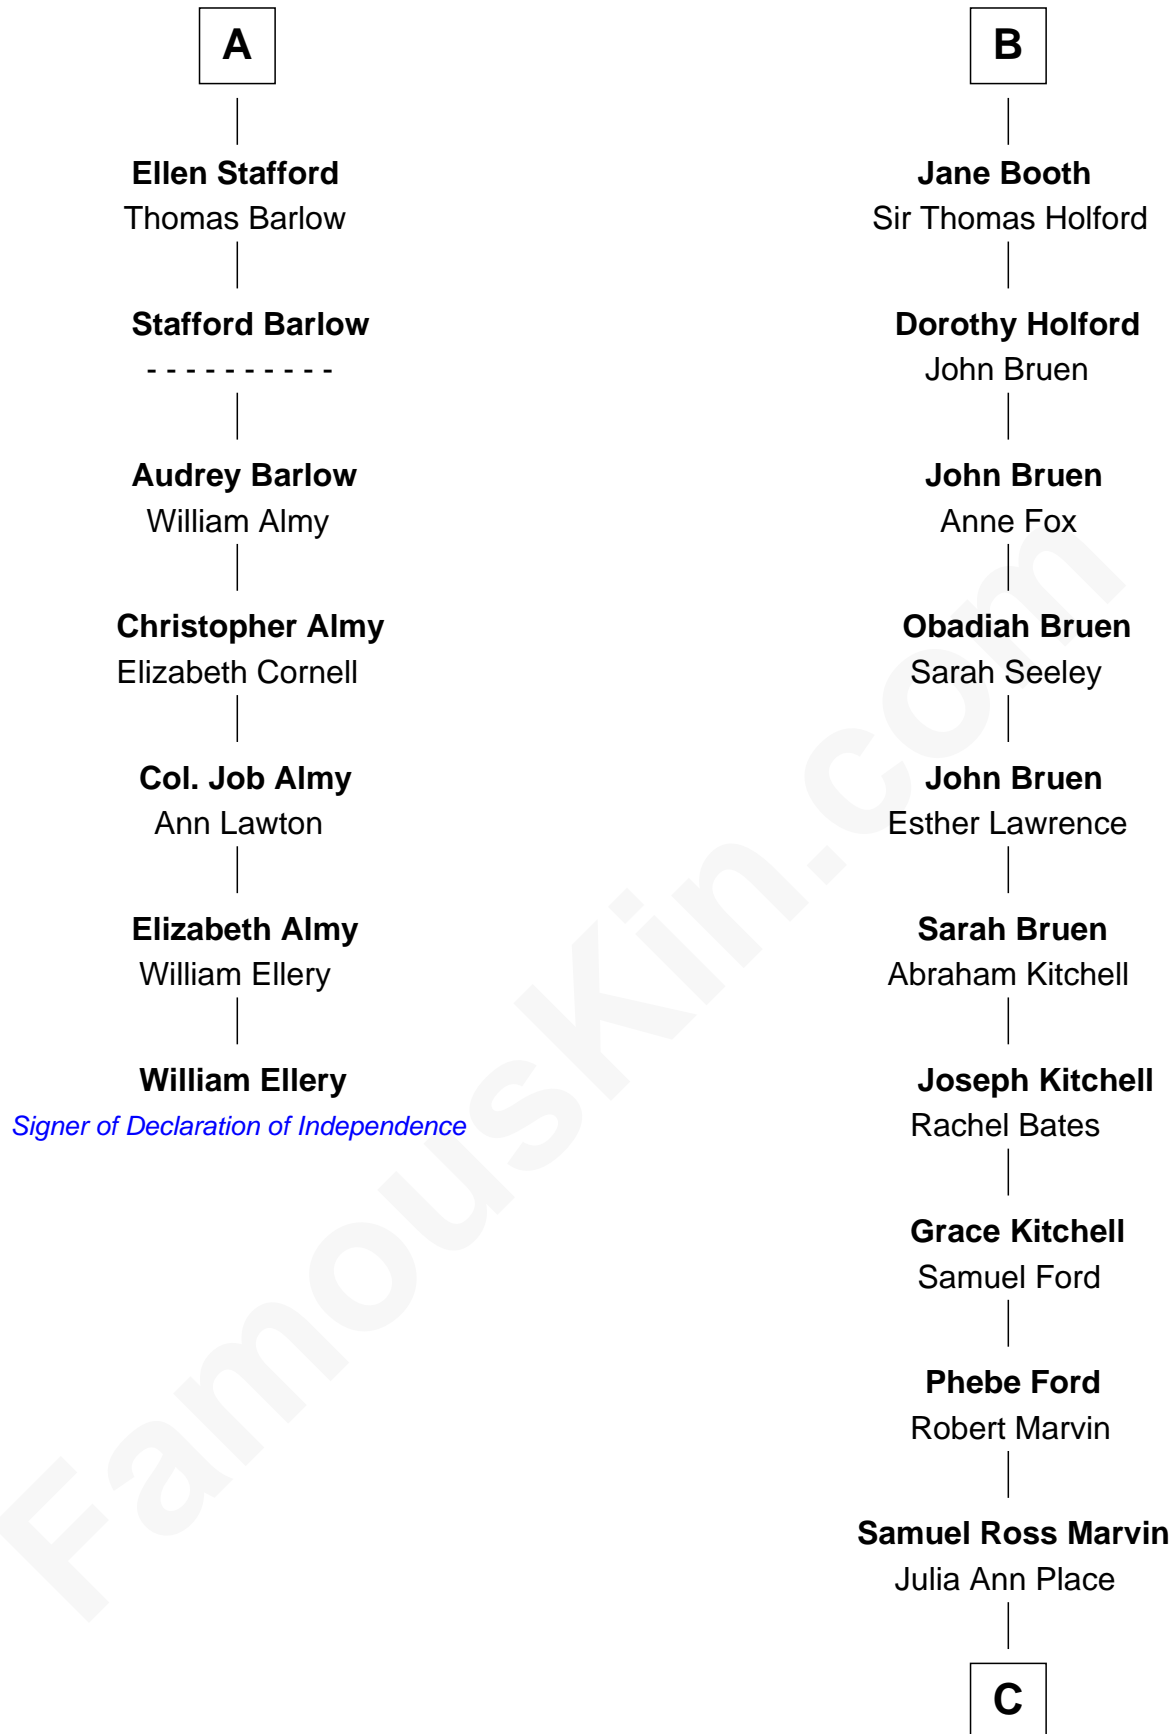 A
Ellen Stafford
Thomas Barlow
Stafford Barlow
- - - - - - - - - -
Audrey Barlow
William Almy
Christopher Almy
Elizabeth Cornell
Col. Job Almy
Ann Lawton
Elizabeth Almy
William Ellery
William Ellery
Signer of Declaration of Independence
B
Jane Booth
Sir Thomas Holford
Dorothy Holford
John Bruen
John Bruen
Anne Fox
Obadiah Bruen
Sarah Seeley
John Bruen
Esther Lawrence
Sarah Bruen
Abraham Kitchell
Joseph Kitchell
Rachel Bates
Grace Kitchell
Samuel Ford
Phebe Ford
Robert Marvin
Samuel Ross Marvin
Julia Ann Place
C
FamousKin.com